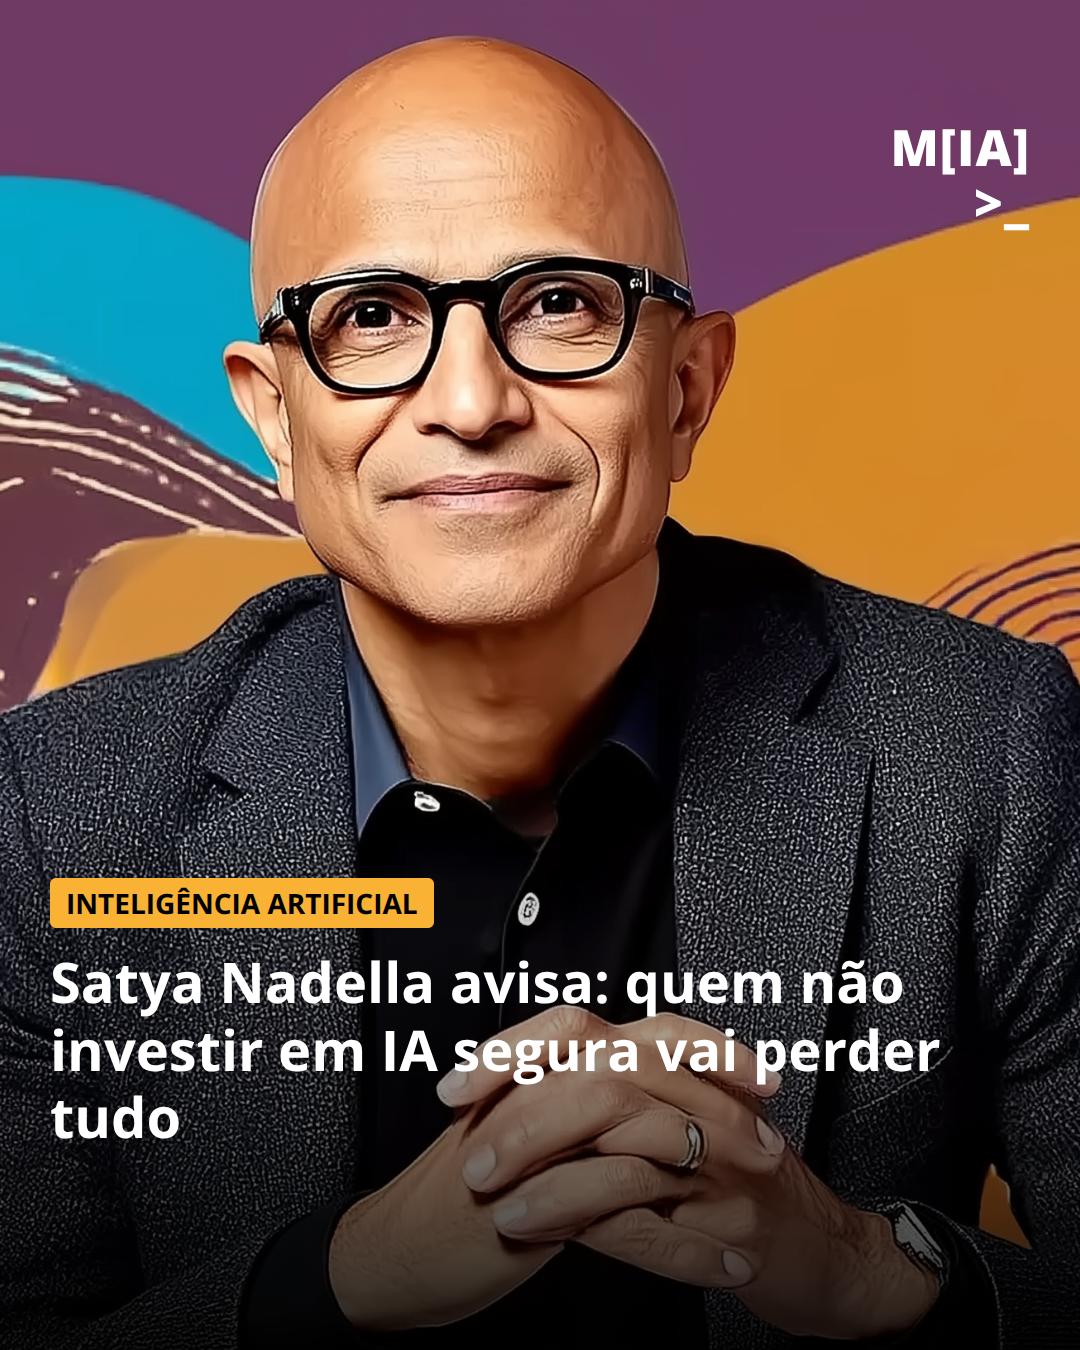 M[IA]
>_
INTELIGÊNCIA ARTIFICIAL
Satya Nadella avisa: quem não
investir em IA segura vai perder
tudo